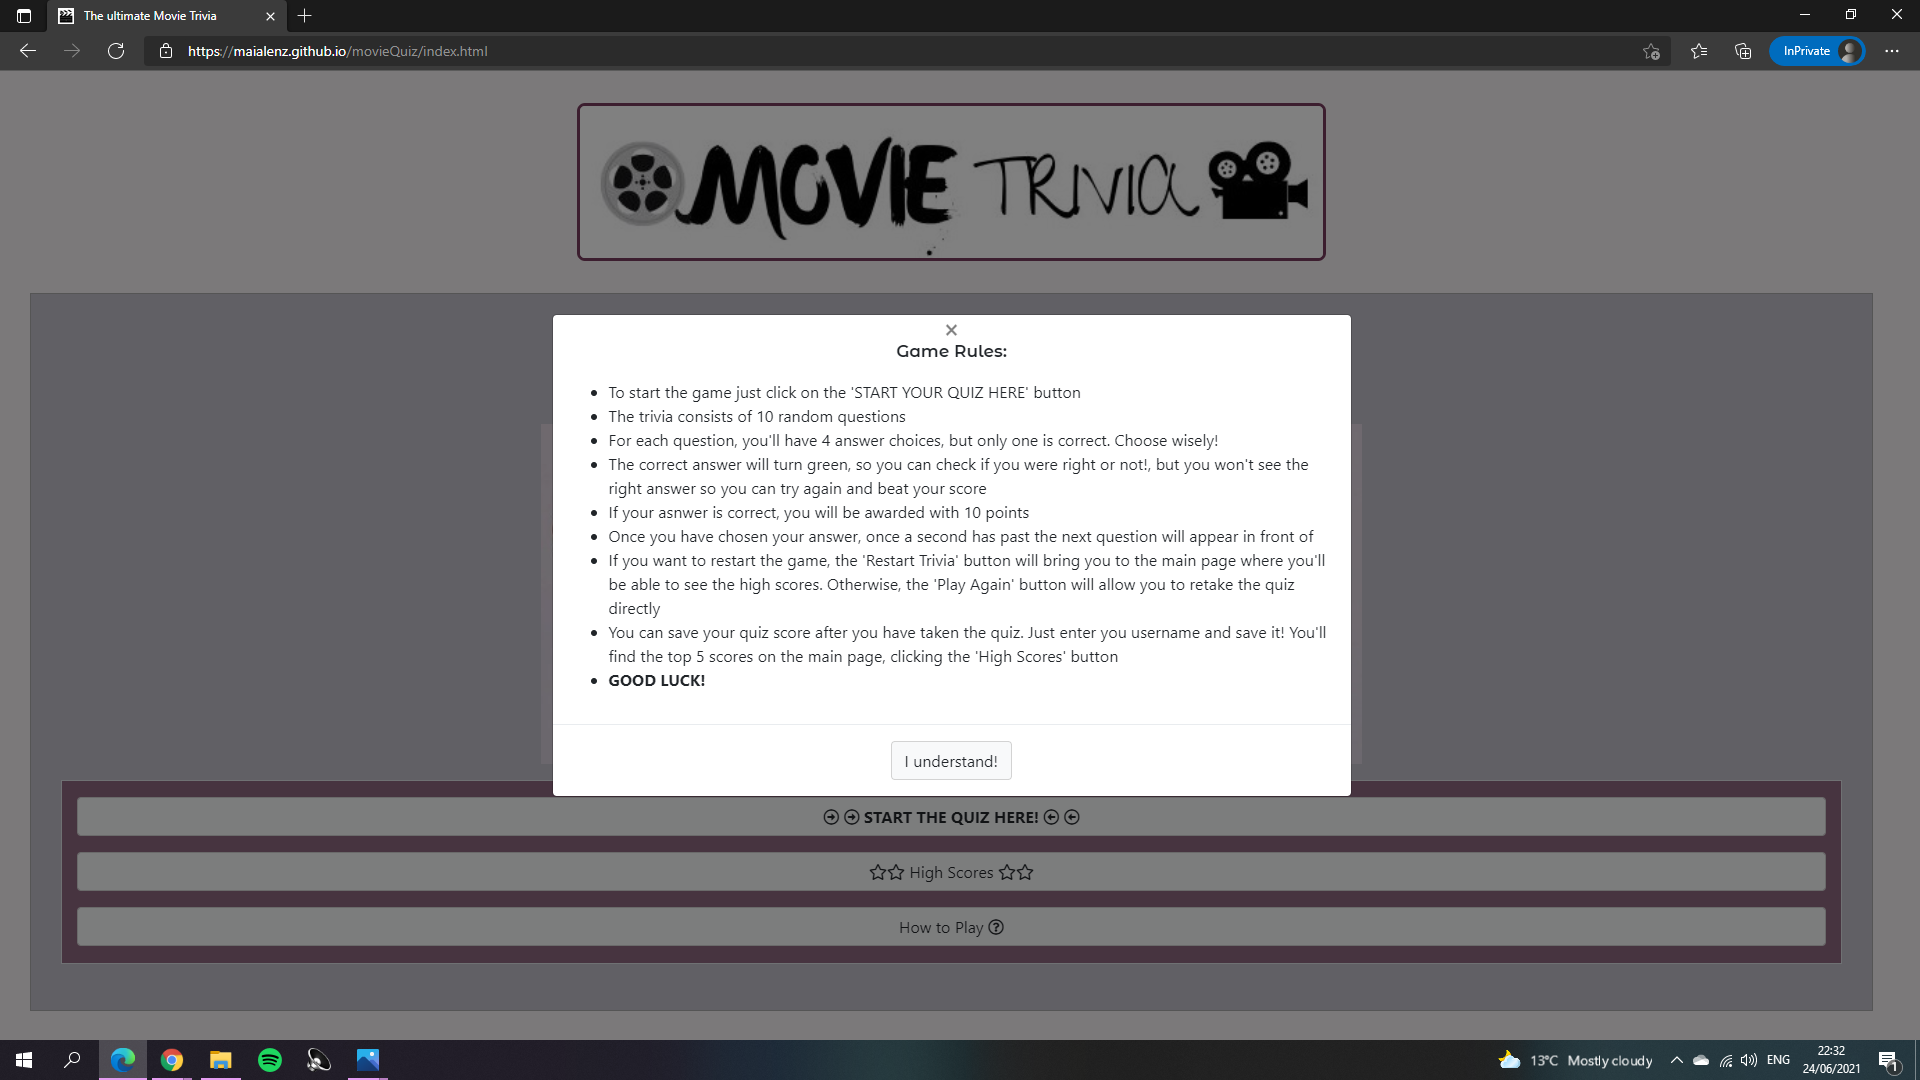 The ultimate Movie Trivia
https://maialenz.github.io/movieQuiz/index.html
InPrivate
MOVIE TRIVIA
×
Game Rules:
• To start the game just click on the 'START YOUR QUIZ HERE' button
• The trivia consists of 10 random questions
• For each question, you'll have 4 answer choices, but only one is correct. Choose wisely!
• The correct answer will turn green, so you can check if you were right or not!, but you won't see the
right answer so you can try again and beat your score
• If your asnwer is correct, you will be awarded with 10 points
• Once you have chosen your answer, once a second has past the next question will appear in front of
• If you want to restart the game, the 'Restart Trivia' button will bring you to the main page where you'll
be able to see the high scores. Otherwise, the 'Play Again' button will allow you to retake the quiz
directly
• You can save your quiz score after you have taken the quiz. Just enter you username and save it! You'll
find the top 5 scores on the main page, clicking the 'High Scores' button
• GOOD LUCK!
I understand!
START THE QUIZ HERE!
High Scores
How to Play
13°C Mostly cloudy
ENG
22:32
24/06/2021
1